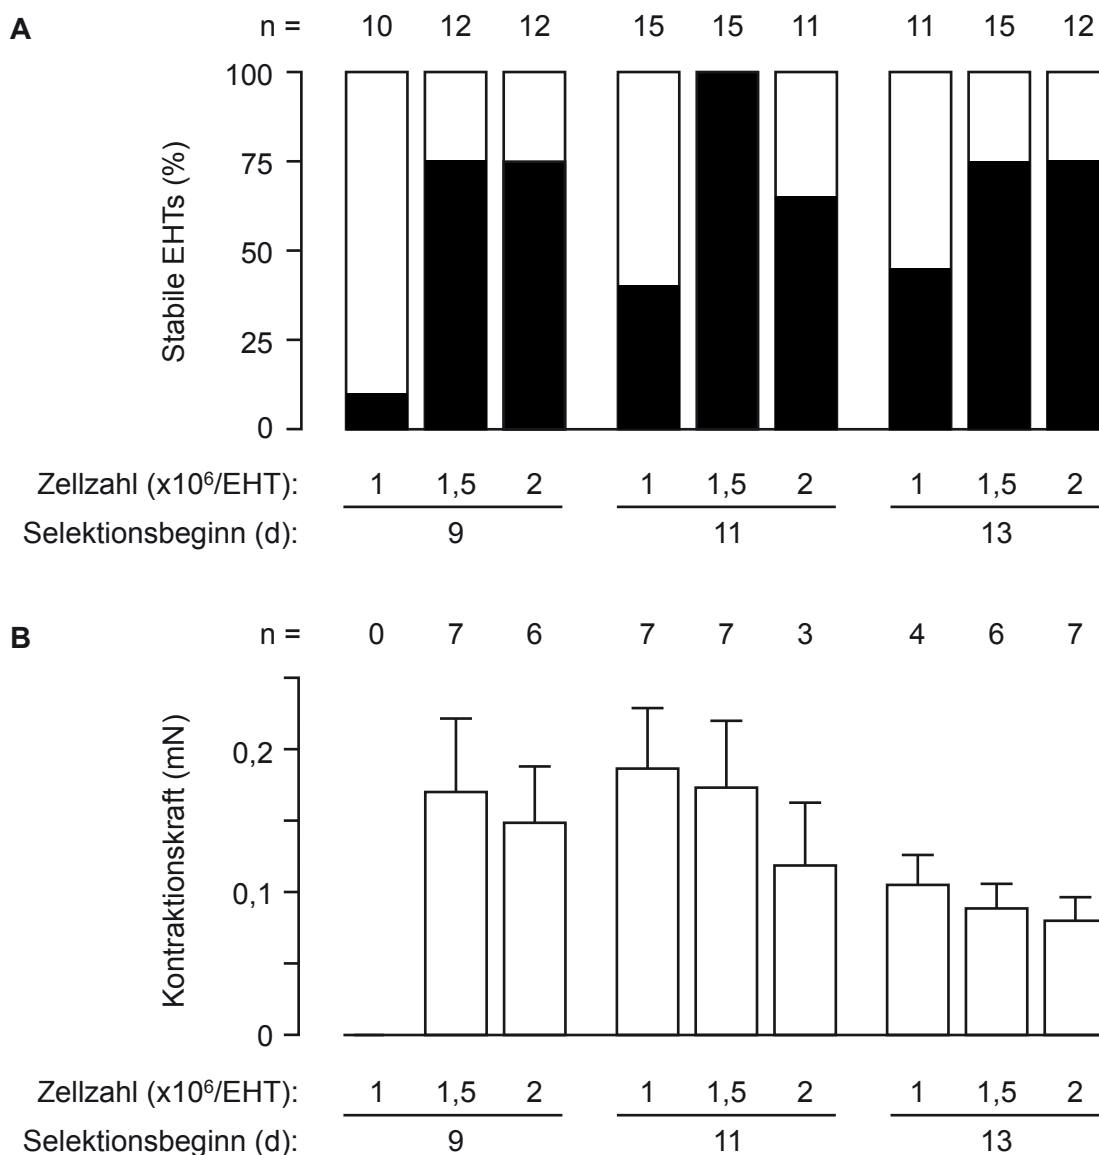 A n = 10 12 12 15 15 11 11 15 12
Stabile EHTs (%)
100
75
50
25
0
Zellzahl (x10⁶/EHT): 1 1,5 2 1 1,5 2 1 1,5 2
Selektionsbeginn (d): 9 11 13
B n = 0 7 6 7 7 3 4 6 7
Kontraktionskraft (mN)
0,2
0,1
0
Zellzahl (x10⁶/EHT): 1 1,5 2 1 1,5 2 1 1,5 2
Selektionsbeginn (d): 9 11 13